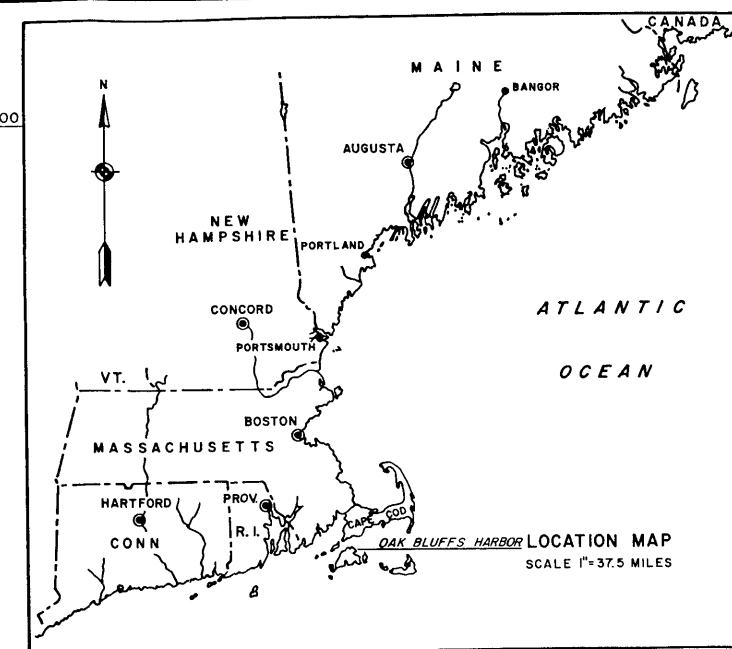 CANADA
MAINE
N
BANGOR
00
AUGUSTA
NEW
HAMPSHIRE
PORTLAND
CONCORD
ATLANTIC
PORTSMOUTH
OCEAN
VT.
BOSTON
MASSACHUSETTS
HARTFORD
PROV.
CAPE COD
R.I.
CONN
OAK BLUFFS HARBOR
LOCATION MAP
SCALE 1"=37.5 MILES